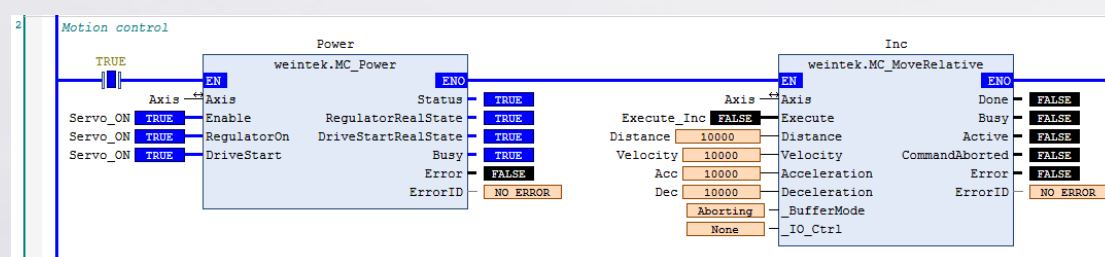 2
Motion control
Power
Inc
TRUE
weintek.MC_Power
weintek.MC_MoveRelative
EN ENO
EN ENO
Axis Axis Status TRUE
Axis Axis Done FALSE
Servo_ON TRUE Enable RegulatorRealState TRUE
Execute_Inc FALSE Execute Busy FALSE
Servo_ON TRUE RegulatorOn DriveStartRealState TRUE
Distance 10000 Distance Active FALSE
Servo_ON TRUE DriveStart Busy TRUE
Velocity 10000 Velocity CommandAborted FALSE
Error FALSE
Acc 10000 Acceleration Error FALSE
ErrorID NO ERROR
Dec 10000 Deceleration ErrorID NO ERROR
Aborting _BufferMode
None _IO_Ctrl